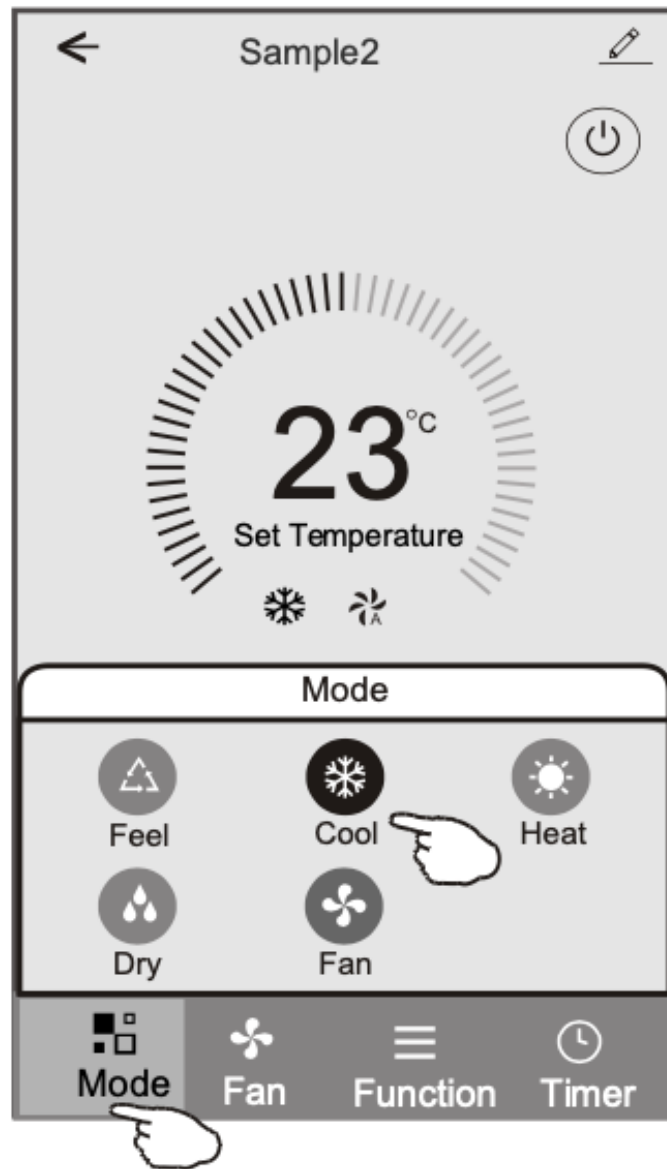 Sample2
23°C
Set Temperature
A
Mode
Feel Cool Heat
Dry Fan
Mode Fan Function Timer